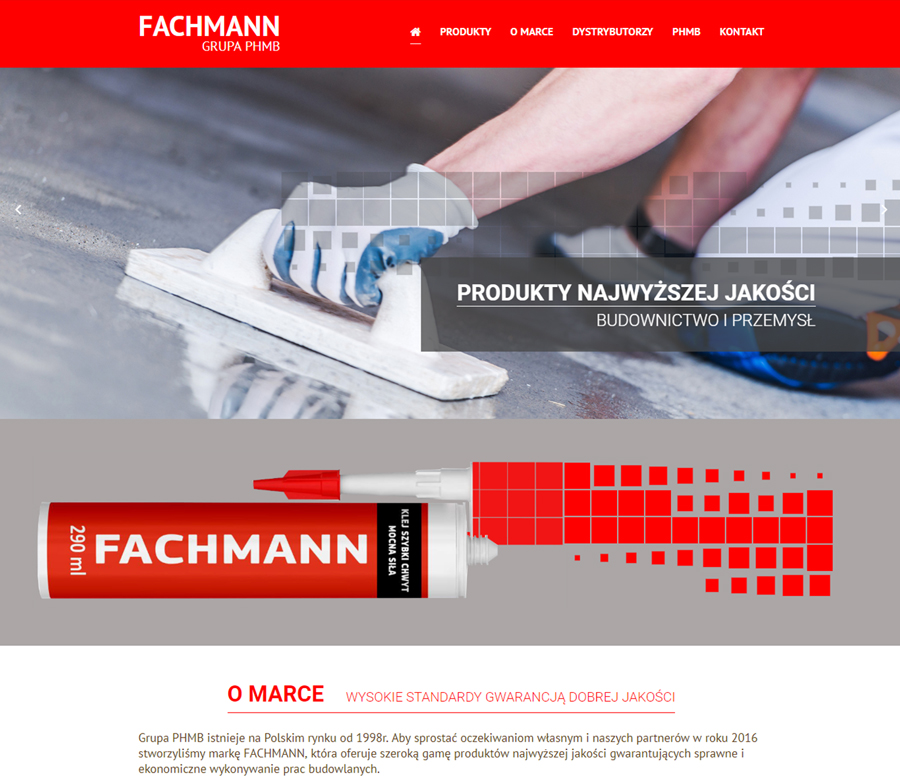 FACHMANN
GRUPA PHMB
PRODUKTY O MARCE DYSTRYBUTORZY PHMB KONTAKT
PRODUKTY NAJWYŻSZEJ JAKOŚCI
BUDOWNICTWO I PRZEMYSŁ
290 ml
FACHMANN
KLEJ SZYBKI CHWYT
MOCNA SIŁA
O MARCE WYSOKIE STANDARDY GWARANCJĄ DOBREJ JAKOŚCI
Grupa PHMB istnieje na Polskim rynku od 1998r. Aby sprostać oczekiwaniom własnym i naszych partnerów w roku 2016
stworzyliśmy markę FACHMANN, która oferuje szeroką gamę produktów najwyższej jakości gwarantujących sprawne i
ekonomiczne wykonywanie prac budowlanych.